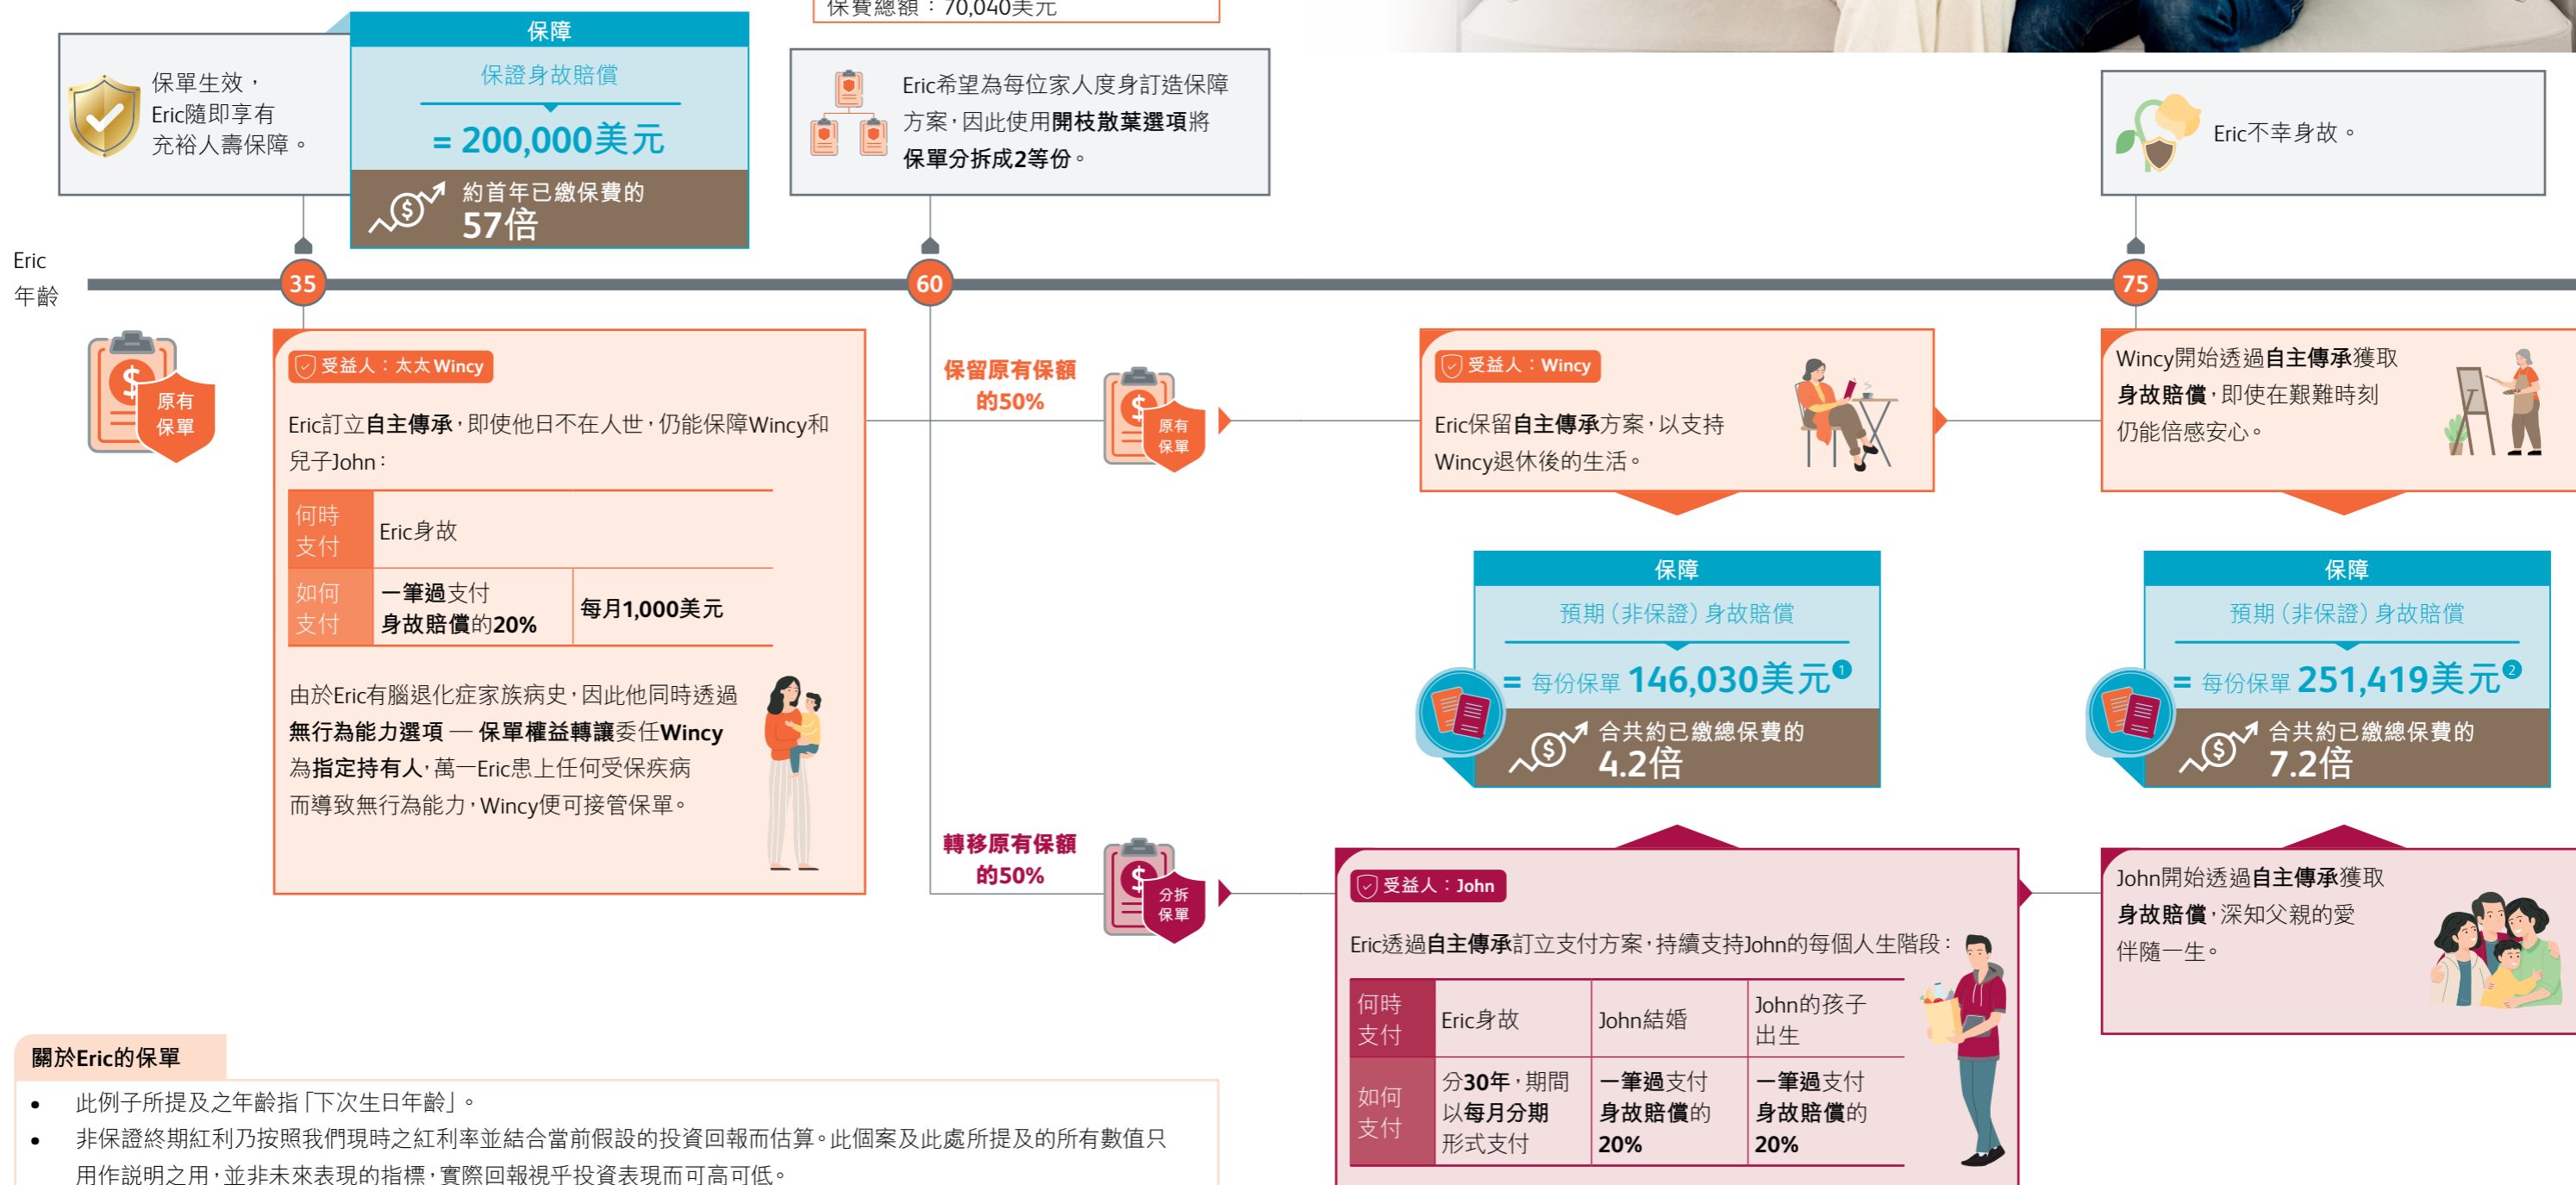 保費總額：70,040美元
保單生效，
Eric隨即享有
充裕人壽保障。
保障
保證身故賠償
= 200,000美元
約首年已繳保費的
57倍
Eric希望為每位家人度身訂造保障
方案，因此使用開枝散葉選項將
保單分拆成2等份。
Eric不幸身故。
Eric
年齡
35
60
75
原有
保單
受益人：太太Wincy
Eric訂立自主傳承，即使他日不在人世，仍能保障Wincy和
兒子John：
何時
支付
Eric身故
如何
支付
一筆過支付
身故賠償的20%
每月1,000美元
由於Eric有腦退化症家族病史，因此他同時透過
無行為能力選項 — 保單權益轉讓委任Wincy
為指定持有人，萬一Eric患上任何受保疾病
而導致無行為能力，Wincy便可接管保單。
保留原有保額
的50%
原有
保單
受益人：Wincy
Eric保留自主傳承方案，以支持
Wincy退休後的生活。
Wincy開始透過自主傳承獲取
身故賠償，即使在艱難時刻
仍能倍感安心。
保障
預期（非保證）身故賠償
= 每份保單 146,030美元❶
合共約已繳總保費的
4.2倍
保障
預期（非保證）身故賠償
= 每份保單 251,419美元❷
合共約已繳總保費的
7.2倍
轉移原有保額
的50%
分拆
保單
受益人：John
Eric透過自主傳承訂立支付方案，持續支持John的每個人生階段：
何時
支付
Eric身故
John結婚
John的孩子
出生
如何
支付
分30年，期間
以每月分期
形式支付
一筆過支付
身故賠償的
20%
一筆過支付
身故賠償的
20%
John開始透過自主傳承獲取
身故賠償，深知父親的愛
伴隨一生。
關於Eric的保單
• 此例子所提及之年齡指「下次生日年齡」。
• 非保證終期紅利乃按照我們現時之紅利率並結合當前假設的投資回報而估算。此個案及此處所提及的所有數值只
用作說明之用，並非未來表現的指標，實際回報視乎投資表現而可高可低。